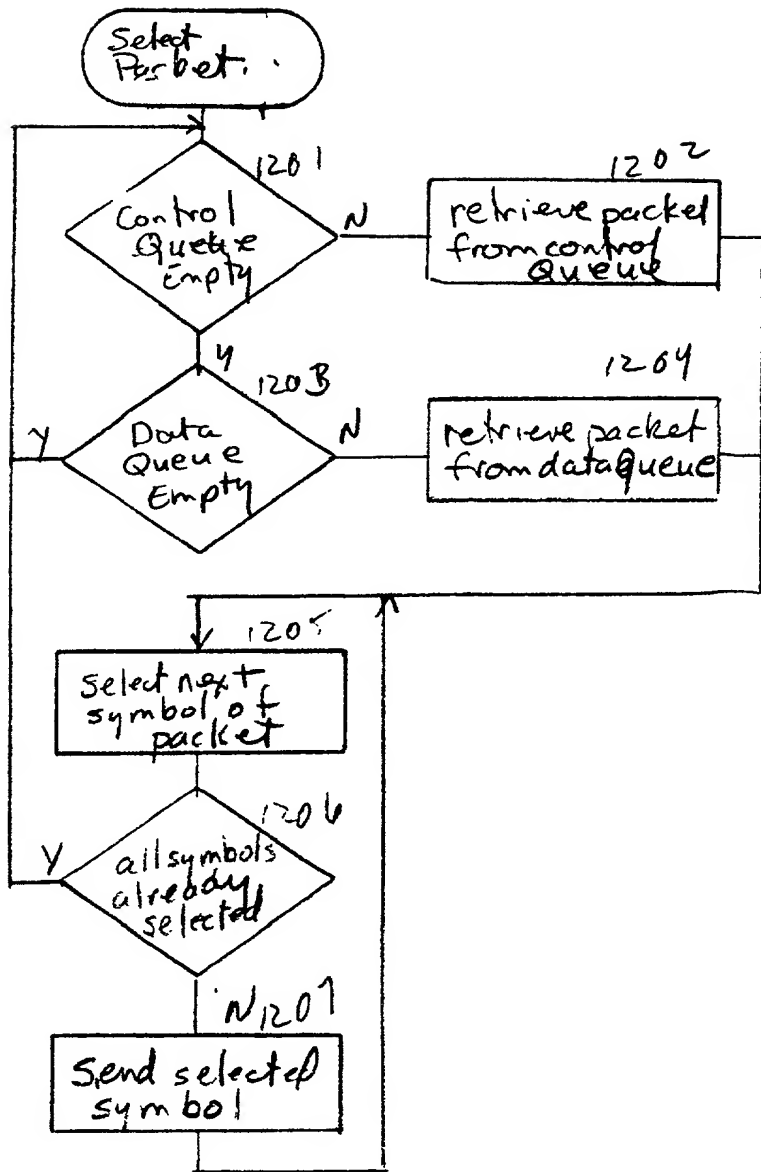 Select
Packet
1201
Control
Queue
Empty
N
1202
retrieve packet
from control
Queue
Y
1203
Data
Queue
Empty
Y
N
1204
retrieve packet
from data queue
1205
select next
symbol of
packet
1206
all symbols
already
selected
Y
N
1207
Send selected
symbol